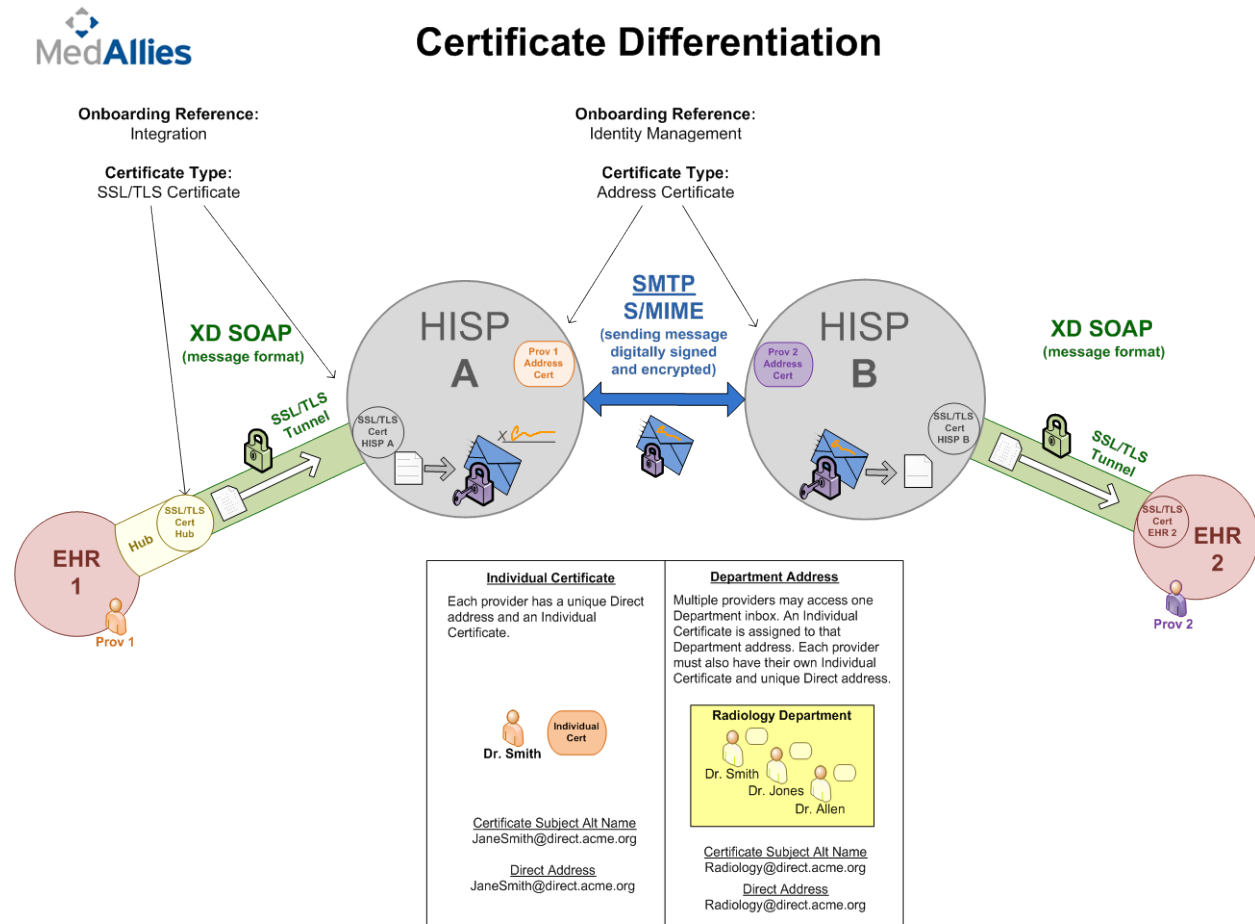 MedAllies
Certificate Differentiation
Onboarding Reference:
Integration
Certificate Type:
SSL/TLS Certificate
Onboarding Reference:
Identity Management
Certificate Type:
Address Certificate
XD SOAP
(message format)
SSL/TLS
Tunnel
HISP
A
Prov 1
Address
Cert
SSL/TLS
Cert
HISP A
X
SMTP
S/MIME
(sending message
digitally signed
and encrypted)
HISP
B
Prov 2
Address
Cert
SSL/TLS
Cert
HISP B
XD SOAP
(message format)
SSL/TLS
Tunnel
SSL/TLS
Cert
Hub
Hub
EHR
1
Prov 1
SSL/TLS
Cert
EHR 2
EHR
2
Prov 2
Individual Certificate
Each provider has a unique Direct
address and an Individual
Certificate.
Dr. Smith
Individual
Cert
Certificate Subject Alt Name
JaneSmith@direct.acme.org
Direct Address
JaneSmith@direct.acme.org
Department Address
Multiple providers may access one
Department inbox. An Individual
Certificate is assigned to that
Department address. Each provider
must also have their own Individual
Certificate and unique Direct address.
Radiology Department
Dr. Smith
Dr. Jones
Dr. Allen
Certificate Subject Alt Name
Radiology@direct.acme.org
Direct Address
Radiology@direct.acme.org